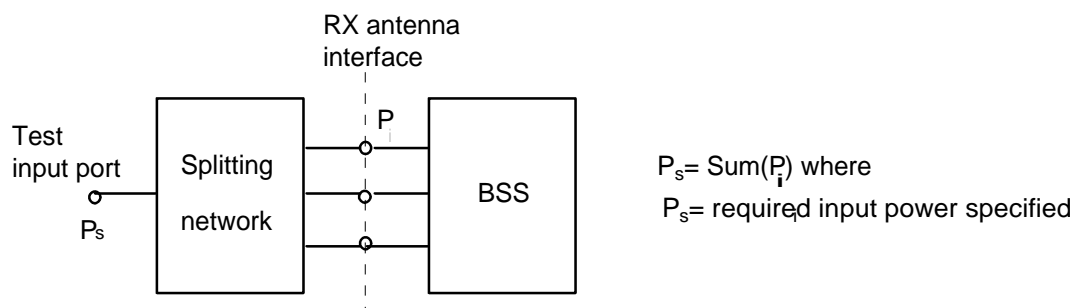 RX antenna
interface
Test
input port
Ps
Splitting
network
Pi
BSS
Ps= Sum(Pi) where
Ps= required input power specified